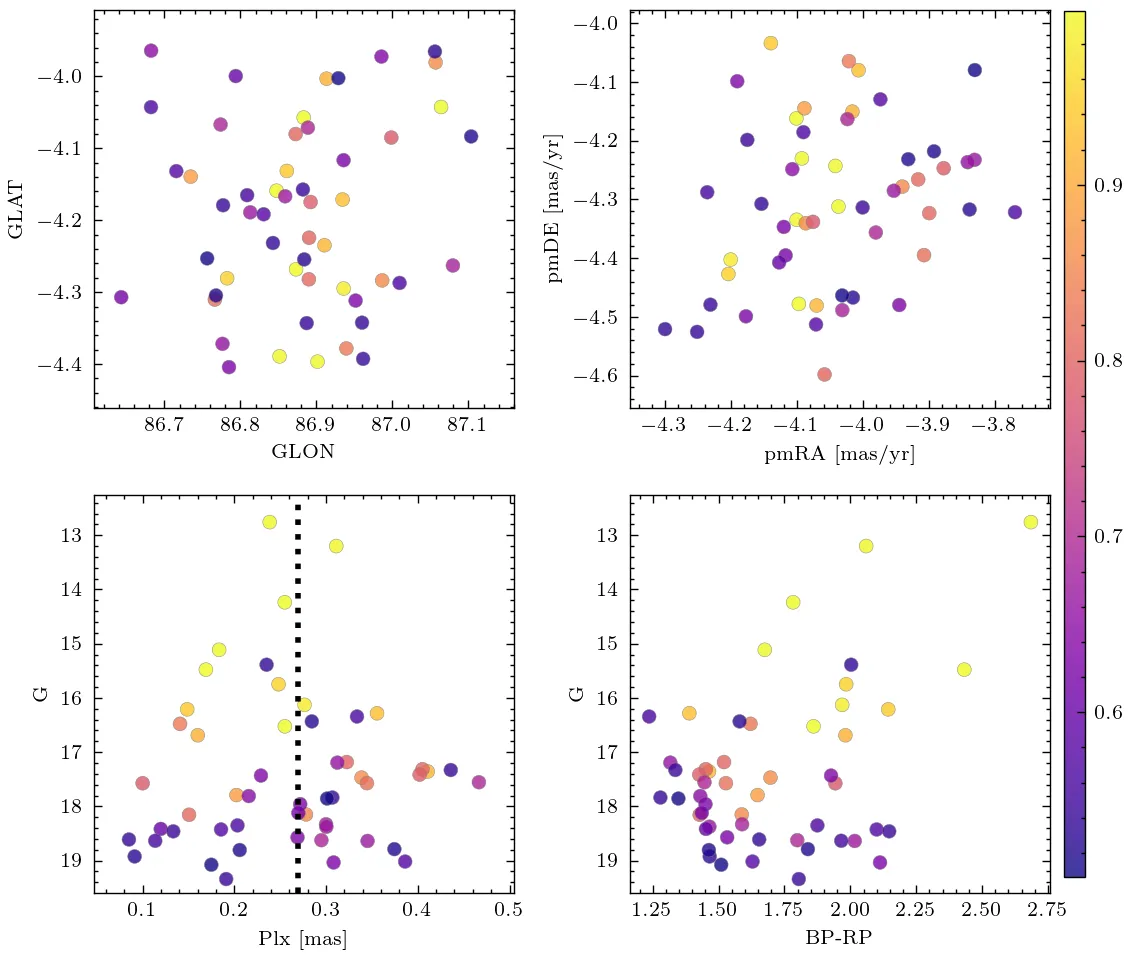 −4.0
−4.1
−4.2
−4.3
−4.4
GLAT
86.7 86.8 86.9 87.0 87.1
GLON
−4.0
−4.1
−4.2
−4.3
−4.4
−4.5
−4.6
pmDE [mas/yr]
−4.3 −4.2 −4.1 −4.0 −3.9 −3.8
pmRA [mas/yr]
13
14
15
16
17
18
19
G
0.1 0.2 0.3 0.4 0.5
Plx [mas]
13
14
15
16
17
18
19
G
1.25 1.50 1.75 2.00 2.25 2.50 2.75
BP-RP
0.9
0.8
0.7
0.6